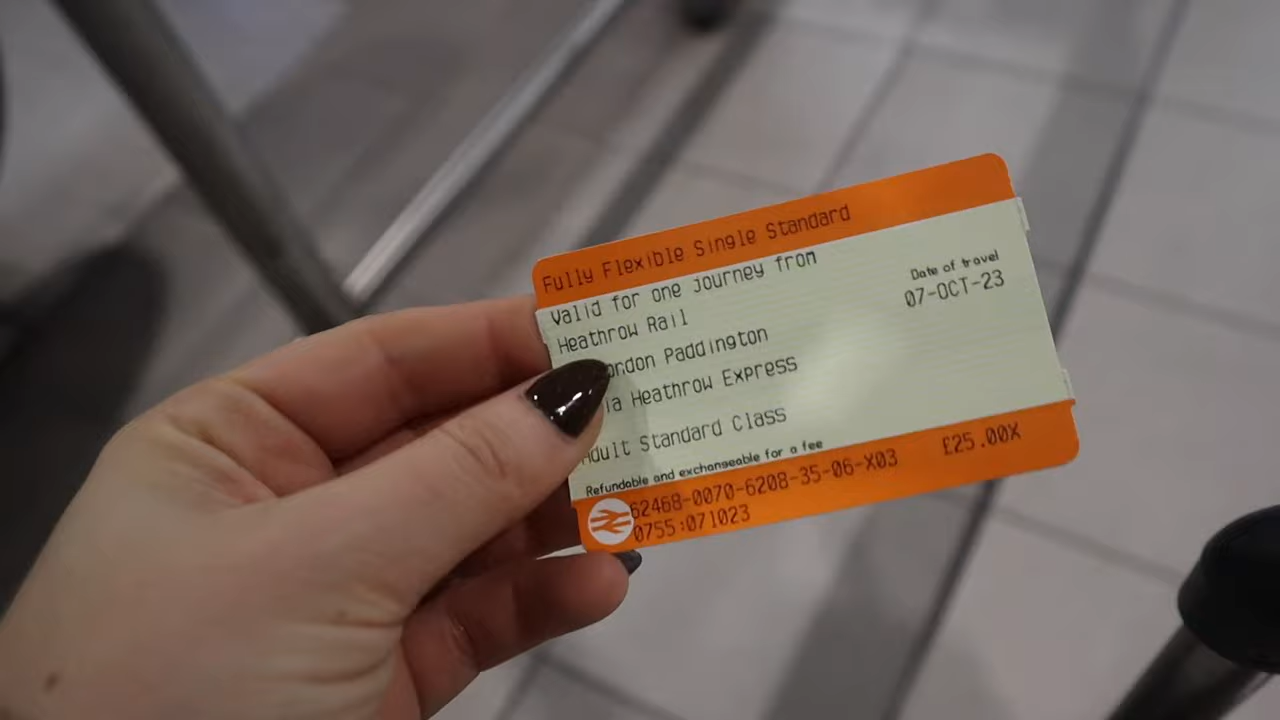 Fully Flexible Single Standard
Valid for one journey from
Heathrow Rail
Date of travel
07-OCT-23
ondon Paddington
ia Heathrow Express
Adult Standard Class
Refundable and exchangeable for a fee
62468-0070-6208-35-06-X03
£25.00X
0755:071023